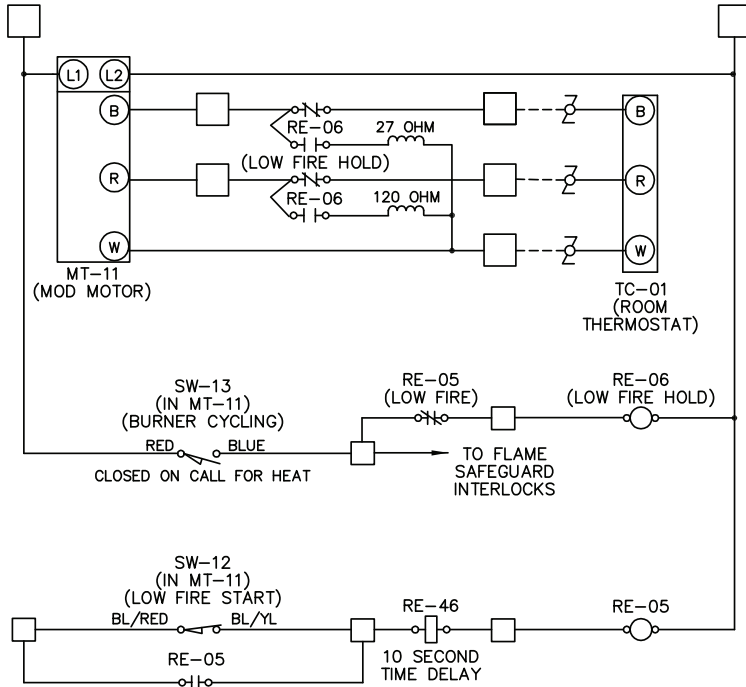 L1 L2
B
RE-06
27 OHM
B
(LOW FIRE HOLD)
R
RE-06
120 OHM
R
W
W
MT-11
(MOD MOTOR)
TC-01
(ROOM
THERMOSTAT)
SW-13
(IN MT-11)
(BURNER CYCLING)
RED
BLUE
CLOSED ON CALL FOR HEAT
RE-05
(LOW FIRE)
RE-06
(LOW FIRE HOLD)
TO FLAME
SAFEGUARD
INTERLOCKS
SW-12
(IN MT-11)
(LOW FIRE START)
BL/RED
BL/YL
RE-46
RE-05
RE-05
10 SECOND
TIME DELAY